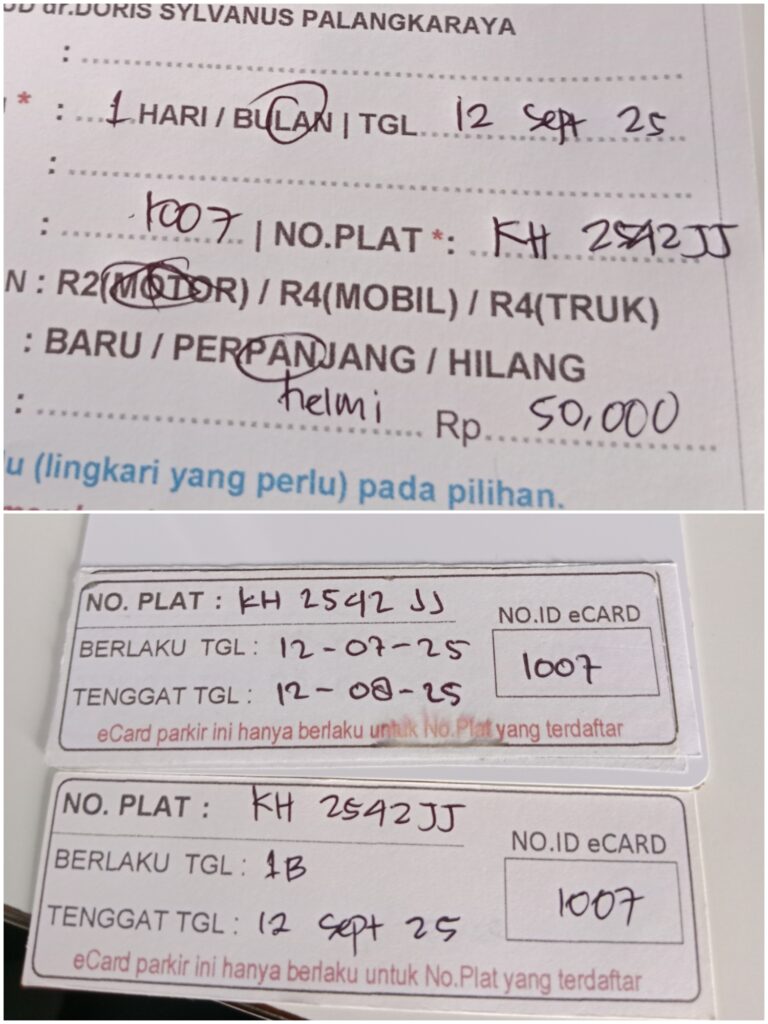 dr.DORIS SYLVANUS PALANGKARAYA
: ....................
* : 1 HARI / BULAN | TGL 12 Sept 25
: ....................
: 1007 | NO.PLAT *: KH 2542 JJ
N : R2(MOTOR) / R4(MOBIL) / R4(TRUK)
: BARU / PERPANJANG / HILANG
: helmi Rp. 50,000
u (lingkari yang perlu) pada pilihan.
NO. PLAT : KH 2542 JJ
NO.ID eCARD
BERLAKU TGL : 12-07-25
1007
TENGGAT TGL : 12-08-25
eCard parkir ini hanya berlaku untuk No.Plat yang terdaftar
NO. PLAT : KH 2542 JJ
NO.ID eCARD
BERLAKU TGL : 1B
1007
TENGGAT TGL : 12 Sept 25
eCard parkir ini hanya berlaku untuk No.Plat yang terdaftar